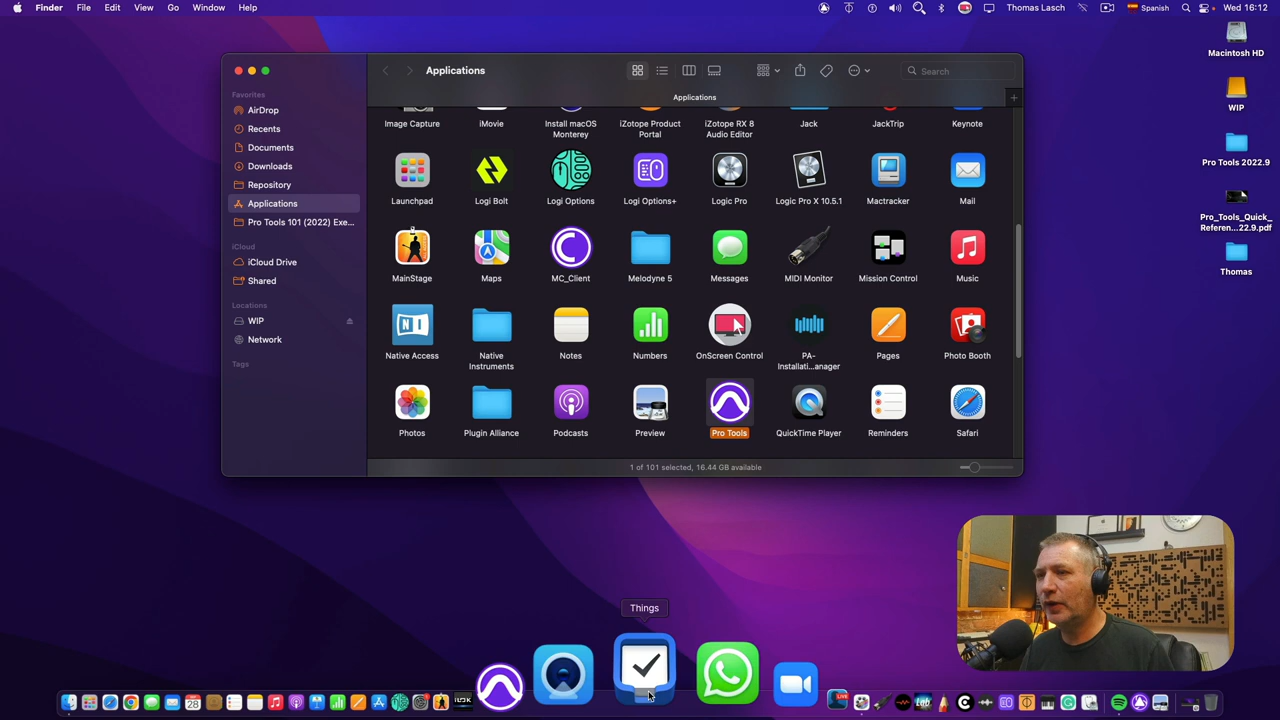 Finder File Edit View Go Window Help
Thomas Lasch Spanish Wed 16:12
Applications
Search
Applications
Favorites
AirDrop
Recents
Documents
Downloads
Repository
Applications
Pro Tools 101 (2022) Exe...
iCloud
iCloud Drive
Shared
Locations
WIP
Network
Tags
Image Capture
iMovie
Install macOS
Monterey
iZotope Product
Portal
iZotope RX 8
Audio Editor
Jack
JackTrip
Keynote
Launchpad
Logi Bolt
Logi Options
Logi Options+
Logic Pro
Logic Pro X 10.5.1
Mactracker
Mail
MainStage
Maps
MC_Client
Melodyne 5
Messages
MIDI Monitor
Mission Control
Music
Native Access
Native
Instruments
Notes
Numbers
OnScreen Control
PA-
Installati...anager
Pages
Photo Booth
Photos
Plugin Alliance
Podcasts
Preview
Pro Tools
QuickTime Player
Reminders
Safari
1 of 101 selected, 16.44 GB available
Macintosh HD
WIP
Pro Tools 2022.9
Pro_Tools_Quick_
Referen...22.9.pdf
Thomas
Things